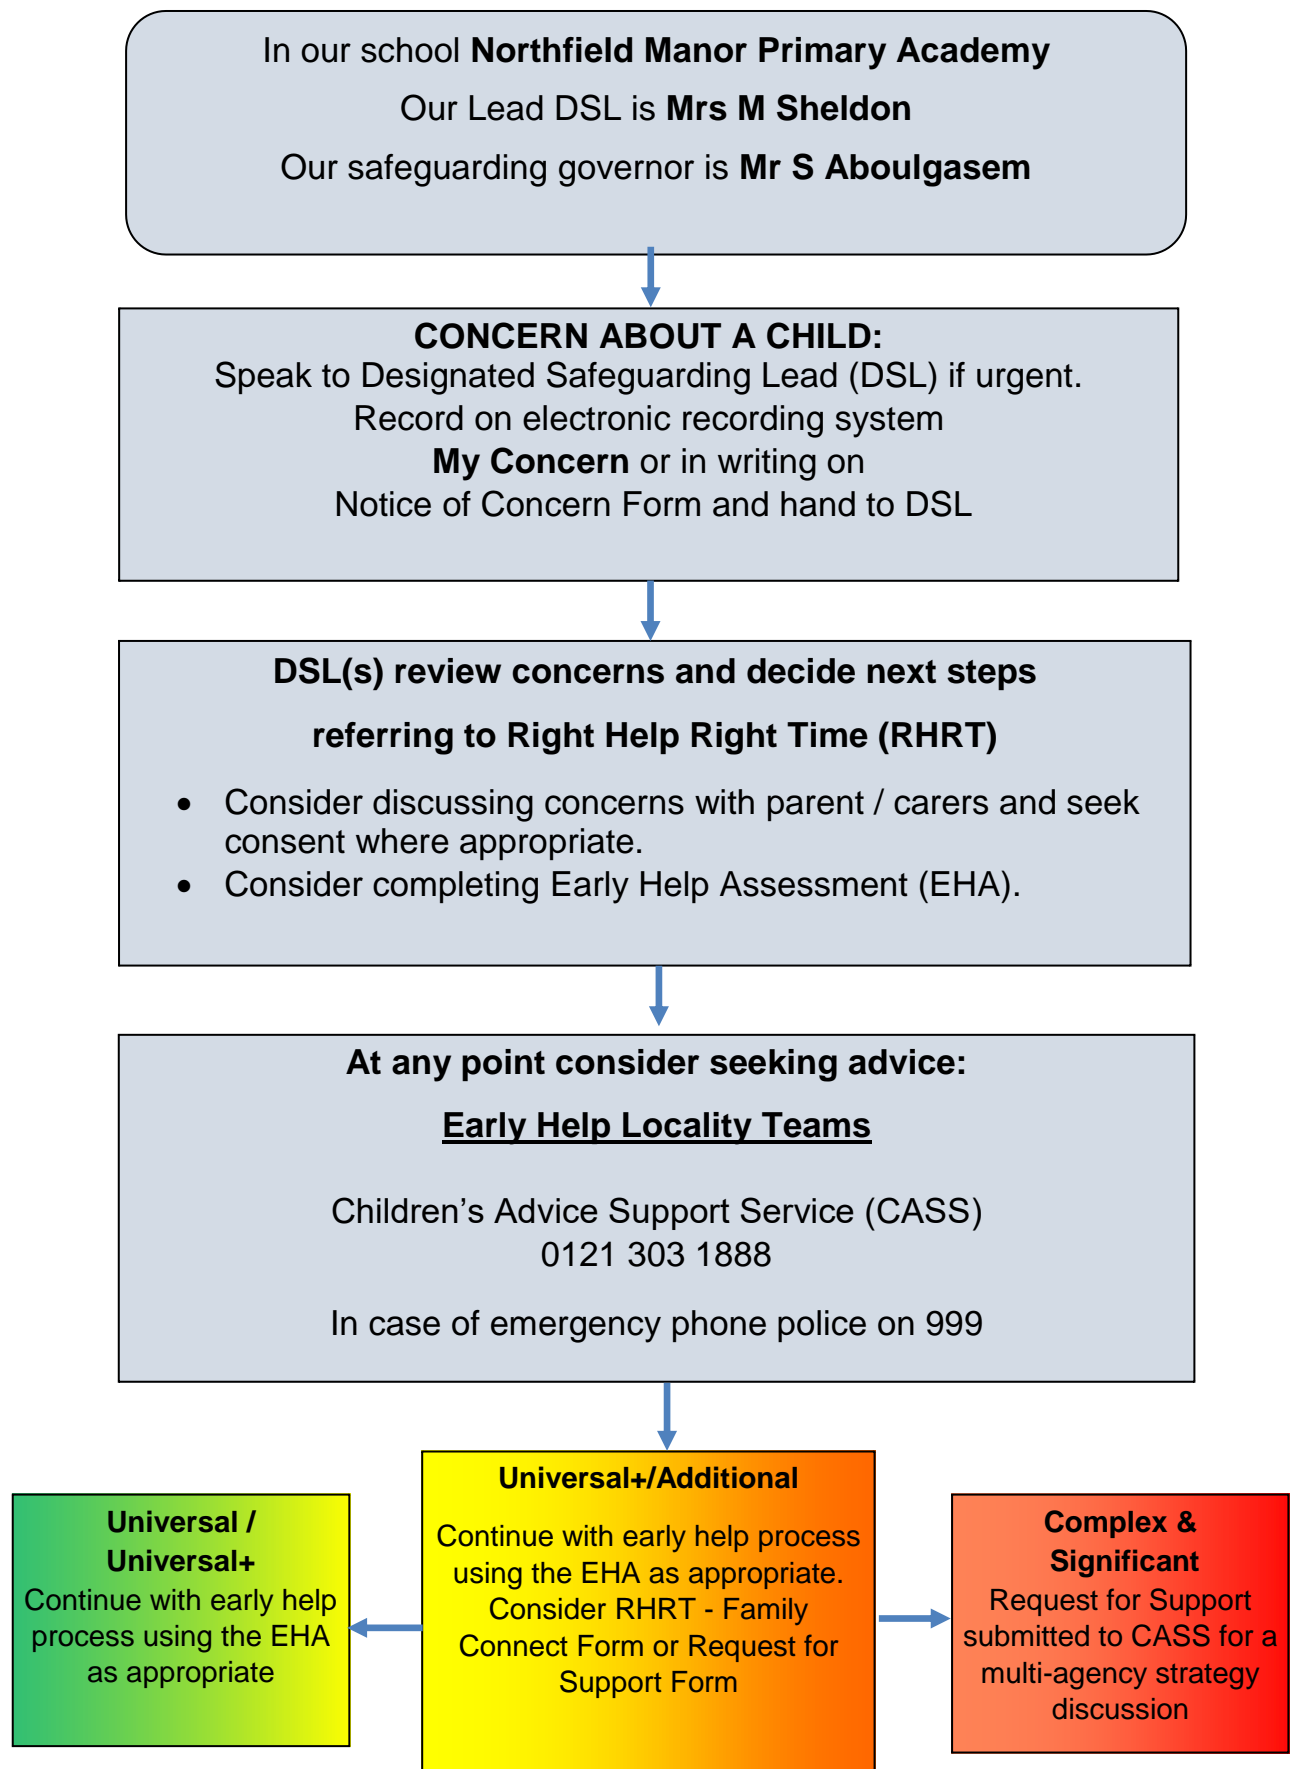 In our school Northfield Manor Primary Academy
Our Lead DSL is Mrs M Sheldon
Our safeguarding governor is Mr S Aboulgasem
CONCERN ABOUT A CHILD:
Speak to Designated Safeguarding Lead (DSL) if urgent.
Record on electronic recording system
My Concern or in writing on
Notice of Concern Form and hand to DSL
DSL(s) review concerns and decide next steps
referring to Right Help Right Time (RHRT)
• Consider discussing concerns with parent / carers and seek
consent where appropriate.
• Consider completing Early Help Assessment (EHA).
At any point consider seeking advice:
Early Help Locality Teams
Children’s Advice Support Service (CASS)
0121 303 1888
In case of emergency phone police on 999
Universal /
Universal+
Continue with early help
process using the EHA
as appropriate
Universal+/Additional
Continue with early help process
using the EHA as appropriate.
Consider RHRT - Family
Connect Form or Request for
Support Form
Complex &
Significant
Request for Support
submitted to CASS for a
multi-agency strategy
discussion